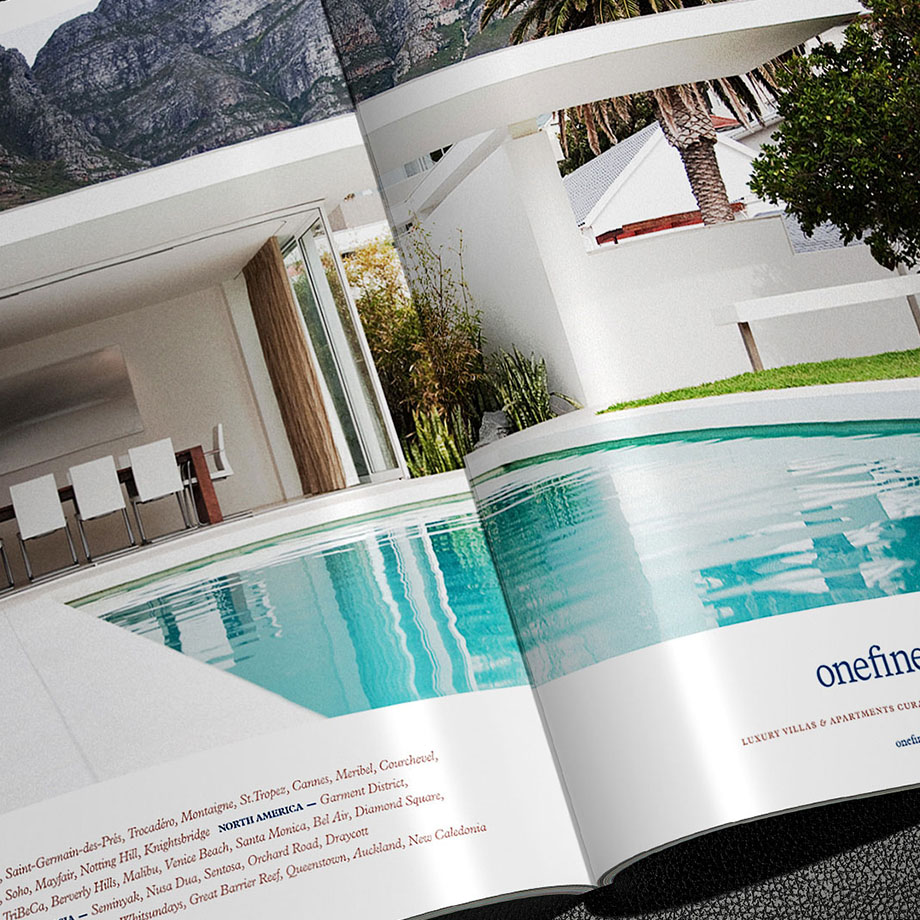 , Saint-Germain-des-Prés, Trocadéro, Montaigne, St.Tropez, Cannes, Meribel, Courchevel,
, Soho, Mayfair, Notting Hill, Knightsbridge NORTH AMERICA — Garment District,
TriBeCa, Berverly Hills, Malibu, Venice Beach, Santa Monica, Bel Air, Diamond Square,
— Seminyak, Nusa Dua, Sentosa, Orchard Road, Draycott
Whitsundays, Great Barrier Reef, Queenstown, Auckland, New Caledonia
onefine
LUXURY VILLAS & APARTMENTS CURA
onefin